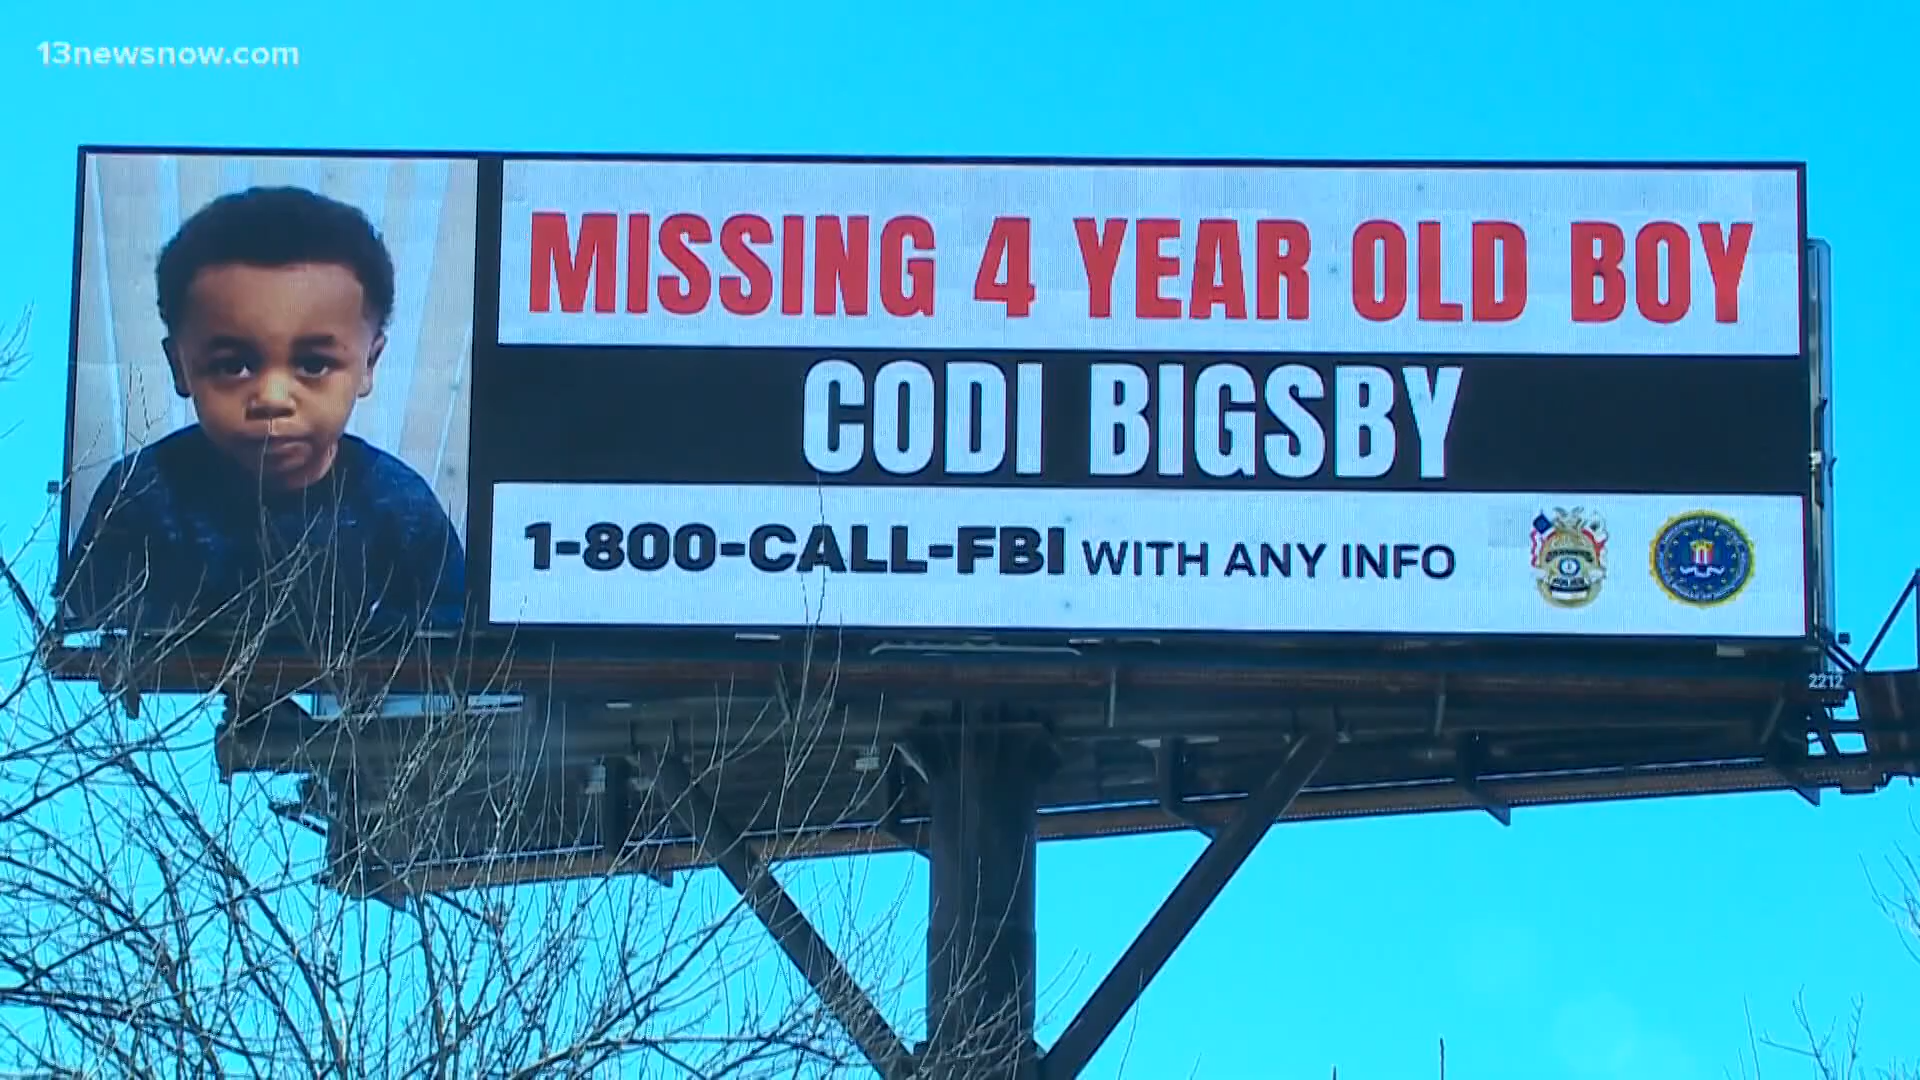 13newsnow.com
MISSING 4 YEAR OLD BOY
CODI BIGSBY
1-800-CALL-FBI WITH ANY INFO
2212